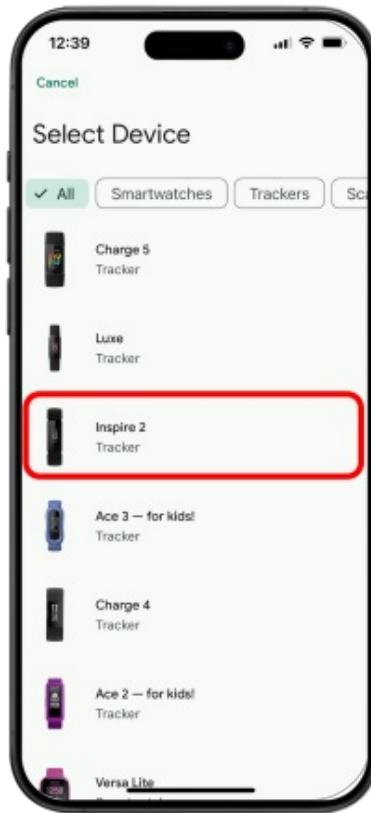 12:39
Cancel
Select Device
✓ All Smartwatches Trackers Sca
Charge 5
Tracker
Luxe
Tracker
Inspire 2
Tracker
Ace 3 — for kids!
Tracker
Charge 4
Tracker
Ace 2 — for kids!
Tracker
Versa Lite